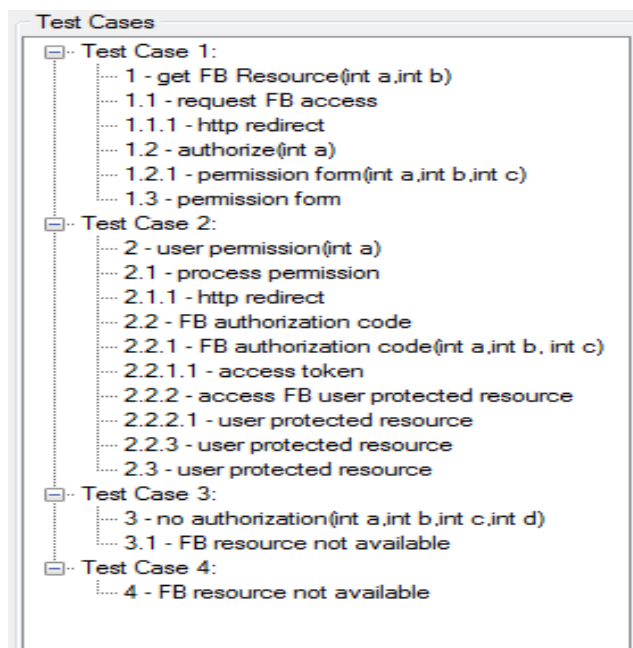 Test Cases
Test Case 1:
1 - get FB Resource(int a,int b)
1.1 - request FB access
1.1.1 - http redirect
1.2 - authorize(int a)
1.2.1 - permission form(int a,int b,int c)
1.3 - permission form
Test Case 2:
2 - user permission(int a)
2.1 - process permission
2.1.1 - http redirect
2.2 - FB authorization code
2.2.1 - FB authorization code(int a,int b, int c)
2.2.1.1 - access token
2.2.2 - access FB user protected resource
2.2.2.1 - user protected resource
2.2.3 - user protected resource
2.3 - user protected resource
Test Case 3:
3 - no authorization(int a,int b,int c,int d)
3.1 - FB resource not available
Test Case 4:
4 - FB resource not available